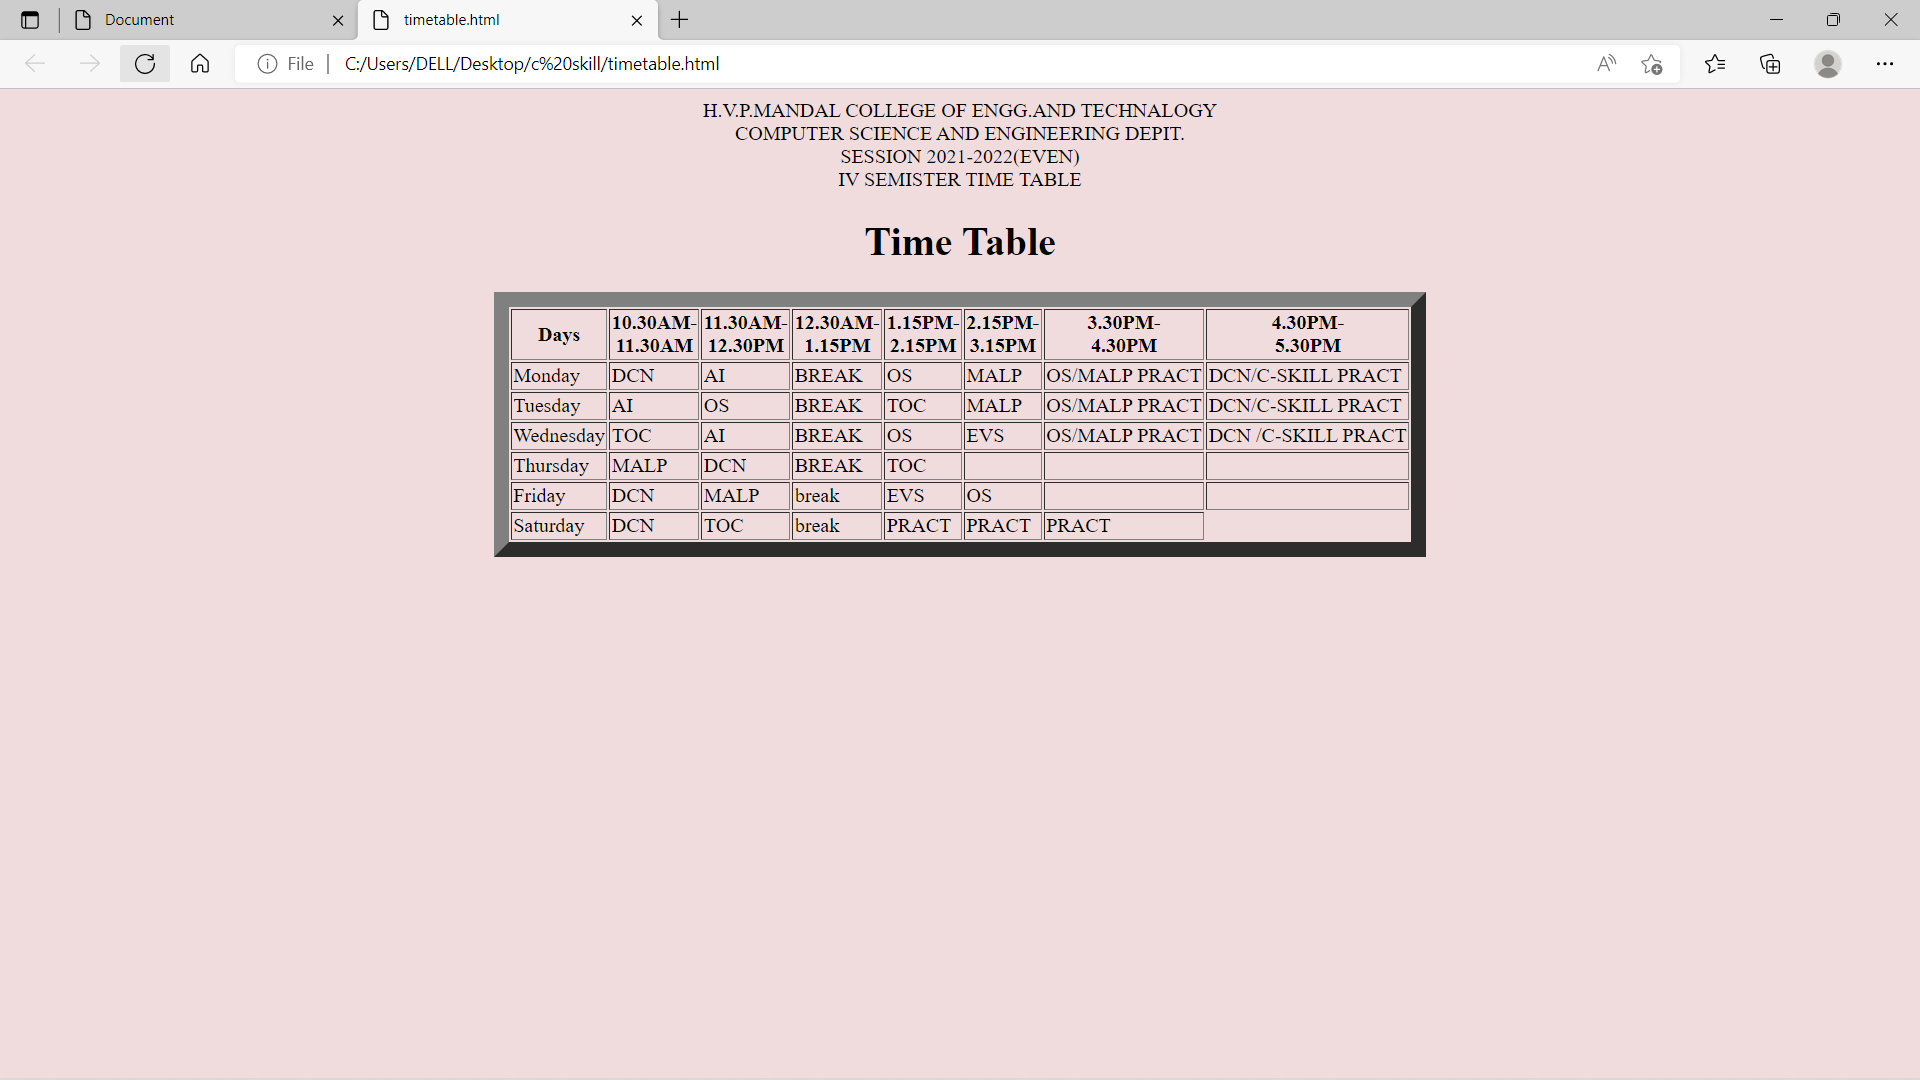 Document
timetable.html
File
C:/Users/DELL/Desktop/c%20skill/timetable.html
H.V.P.MANDAL COLLEGE OF ENGG.AND TECHNALOGY
COMPUTER SCIENCE AND ENGINEERING DEPIT.
SESSION 2021-2022(EVEN)
IV SEMISTER TIME TABLE
Time Table
Days 10.30AM- 11.30AM- 12.30AM- 1.15PM- 2.15PM- 3.30PM- 4.30PM-
11.30AM 12.30PM 1.15PM 2.15PM 3.15PM 4.30PM 5.30PM
Monday DCN AI BREAK OS MALP OS/MALP PRACT DCN/C-SKILL PRACT
Tuesday AI OS BREAK TOC MALP OS/MALP PRACT DCN/C-SKILL PRACT
Wednesday TOC AI BREAK OS EVS OS/MALP PRACT DCN /C-SKILL PRACT
Thursday MALP DCN BREAK TOC
Friday DCN MALP break EVS OS
Saturday DCN TOC break PRACT PRACT PRACT